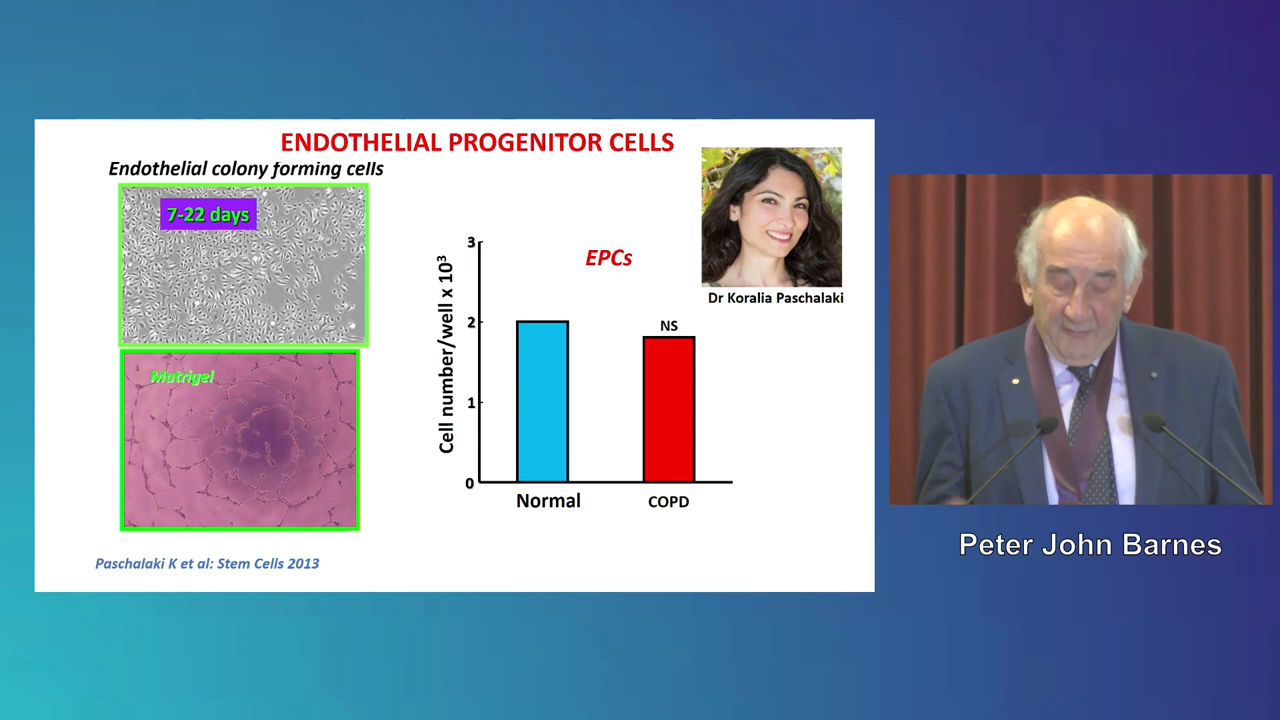 ENDOTHELIAL PROGENITOR CELLS
Endothelial colony forming cells
7-22 days
Matrigel
Cell number/well x 10³
3
2
1
0
EPCs
NS
Normal
COPD
Dr Koralia Paschalaki
Paschalaki K et al: Stem Cells 2013
Peter John Barnes